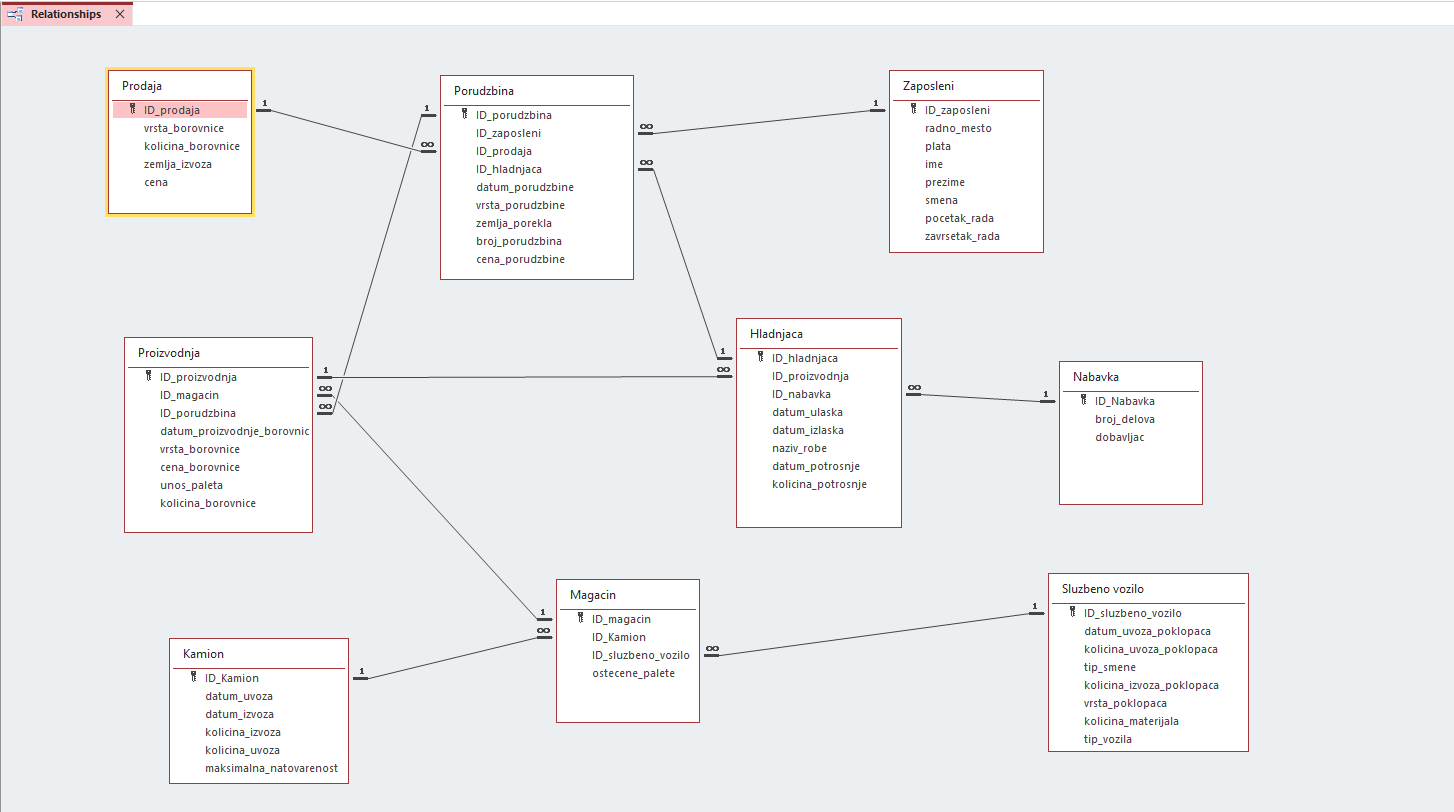 Relationships
Prodaja
ID_prodaja
vrsta_borovnice
kolicina_borovnice
zemlja_izvoza
cena
Porudzbina
ID_porudzbina
ID_zaposleni
ID_prodaja
ID_hladnjaca
datum_porudzbine
vrsta_porudzbine
zemlja_porekla
broj_porudzbina
cena_porudzbine
Zaposleni
ID_zaposleni
radno_mesto
plata
ime
prezime
smena
pocetak_rada
zavrsetak_rada
1
∞
1
∞
1
∞
1
Proizvodnja
ID_proizvodnja
ID_magacin
ID_porudzbina
datum_proizvodnje_borovnic
vrsta_borovnice
cena_borovnice
unos_paleta
kolicina_borovnice
1
∞
∞
∞
Hladnjaca
ID_hladnjaca
ID_proizvodnja
ID_nabavka
datum_ulaska
datum_izlaska
naziv_robe
datum_potrosnje
kolicina_potrosnje
∞
1
Nabavka
ID_Nabavka
broj_delova
dobavljac
Kamion
ID_Kamion
datum_uvoza
datum_izvoza
kolicina_izvoza
kolicina_uvoza
maksimalna_natovarenost
1
1
∞
Magacin
ID_magacin
ID_Kamion
ID_sluzbeno_vozilo
ostecene_palete
∞
1
Sluzbeno vozilo
ID_sluzbeno_vozilo
datum_uvoza_poklopaca
kolicina_uvoza_poklopaca
tip_smene
kolicina_izvoza_poklopaca
vrsta_poklopaca
kolicina_materijala
tip_vozila